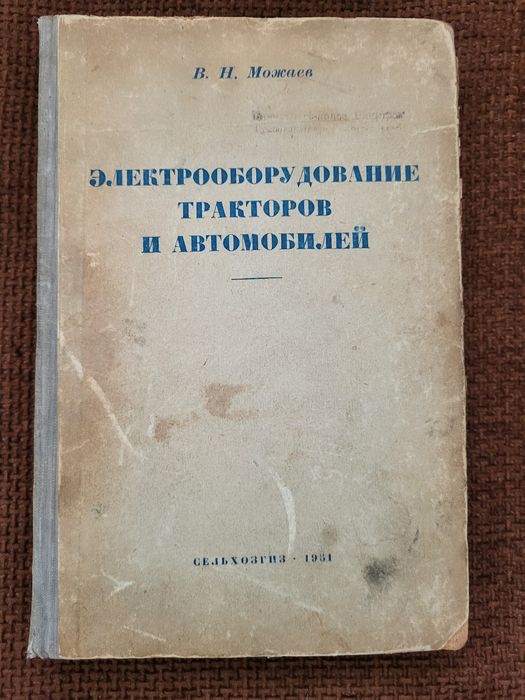 В. Н. Можаев
ЭЛЕКТРООБОРУДОВАНИЕ
ТРАКТОРОВ
И АВТОМОБИЛЕЙ
СЕЛЬХОЗГИЗ · 1951